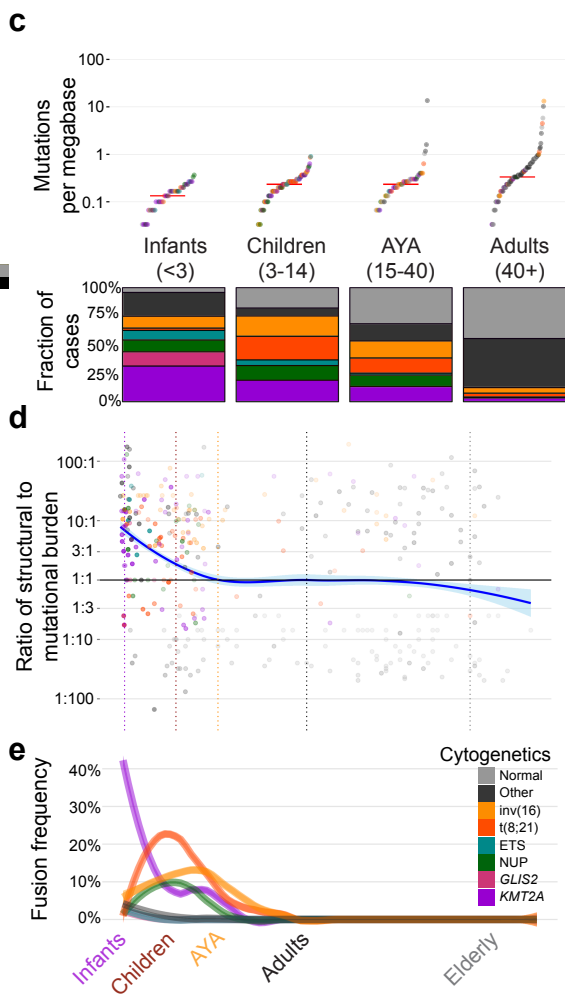 c
Mutations
per megabase
100
10
1
0.1
Infants
(<3)
Children
(3-14)
AYA
(15-40)
Adults
(40+)
Fraction of
cases
100%
75%
50%
25%
0%
d
Ratio of structural to
mutational burden
100:1
10:1
3:1
1:1
1:3
1:10
1:100
e
Fusion frequency
40%
30%
20%
10%
0%
Cytogenetics
Normal
Other
inv(16)
t(8;21)
ETS
NUP
GLIS2
KMT2A
Infants
Children
AYA
Adults
Elderly